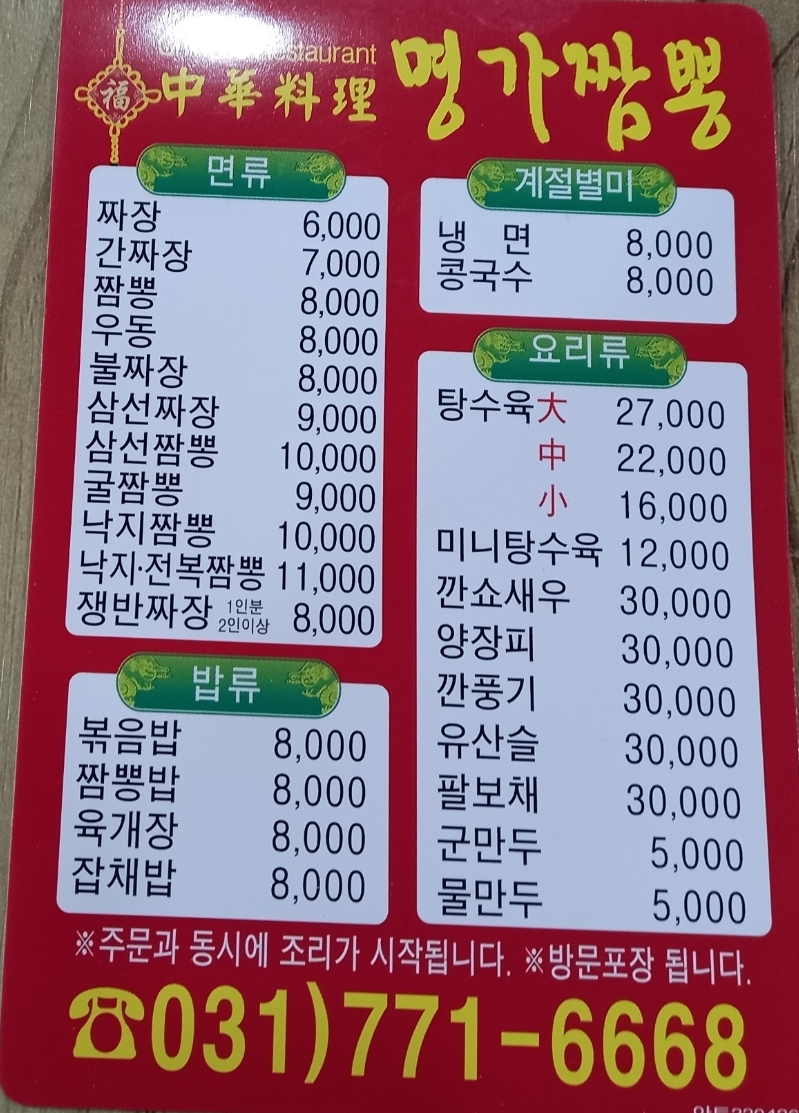 Restaurant
福
中華料理 명가짬뽕
면류
짜장 6,000
간짜장 7,000
짬뽕 8,000
우동 8,000
불짜장 8,000
삼선짜장 9,000
삼선짬뽕 10,000
굴짬뽕 9,000
낙지짬뽕 10,000
낙지·전복짬뽕 11,000
쟁반짜장 1인분 2인이상 8,000
밥류
볶음밥 8,000
짬뽕밥 8,000
육개장 8,000
잡채밥 8,000
계절별미
냉 면 8,000
콩국수 8,000
요리류
탕수육 大 27,000
中 22,000
小 16,000
미니탕수육 12,000
깐쇼새우 30,000
양장피 30,000
깐풍기 30,000
유산슬 30,000
팔보채 30,000
군만두 5,000
물만두 5,000
※주문과 동시에 조리가 시작됩니다. ※방문포장 됩니다.
☎031)771-6668